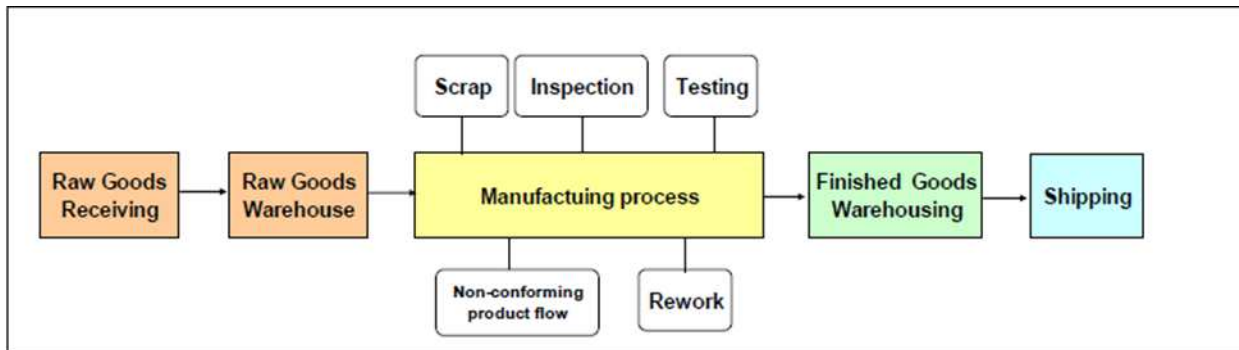 Scrap
Inspection
Testing
Raw Goods
Receiving
Raw Goods
Warehouse
Manufactuing process
Finished Goods
Warehousing
Shipping
Non-conforming
product flow
Rework